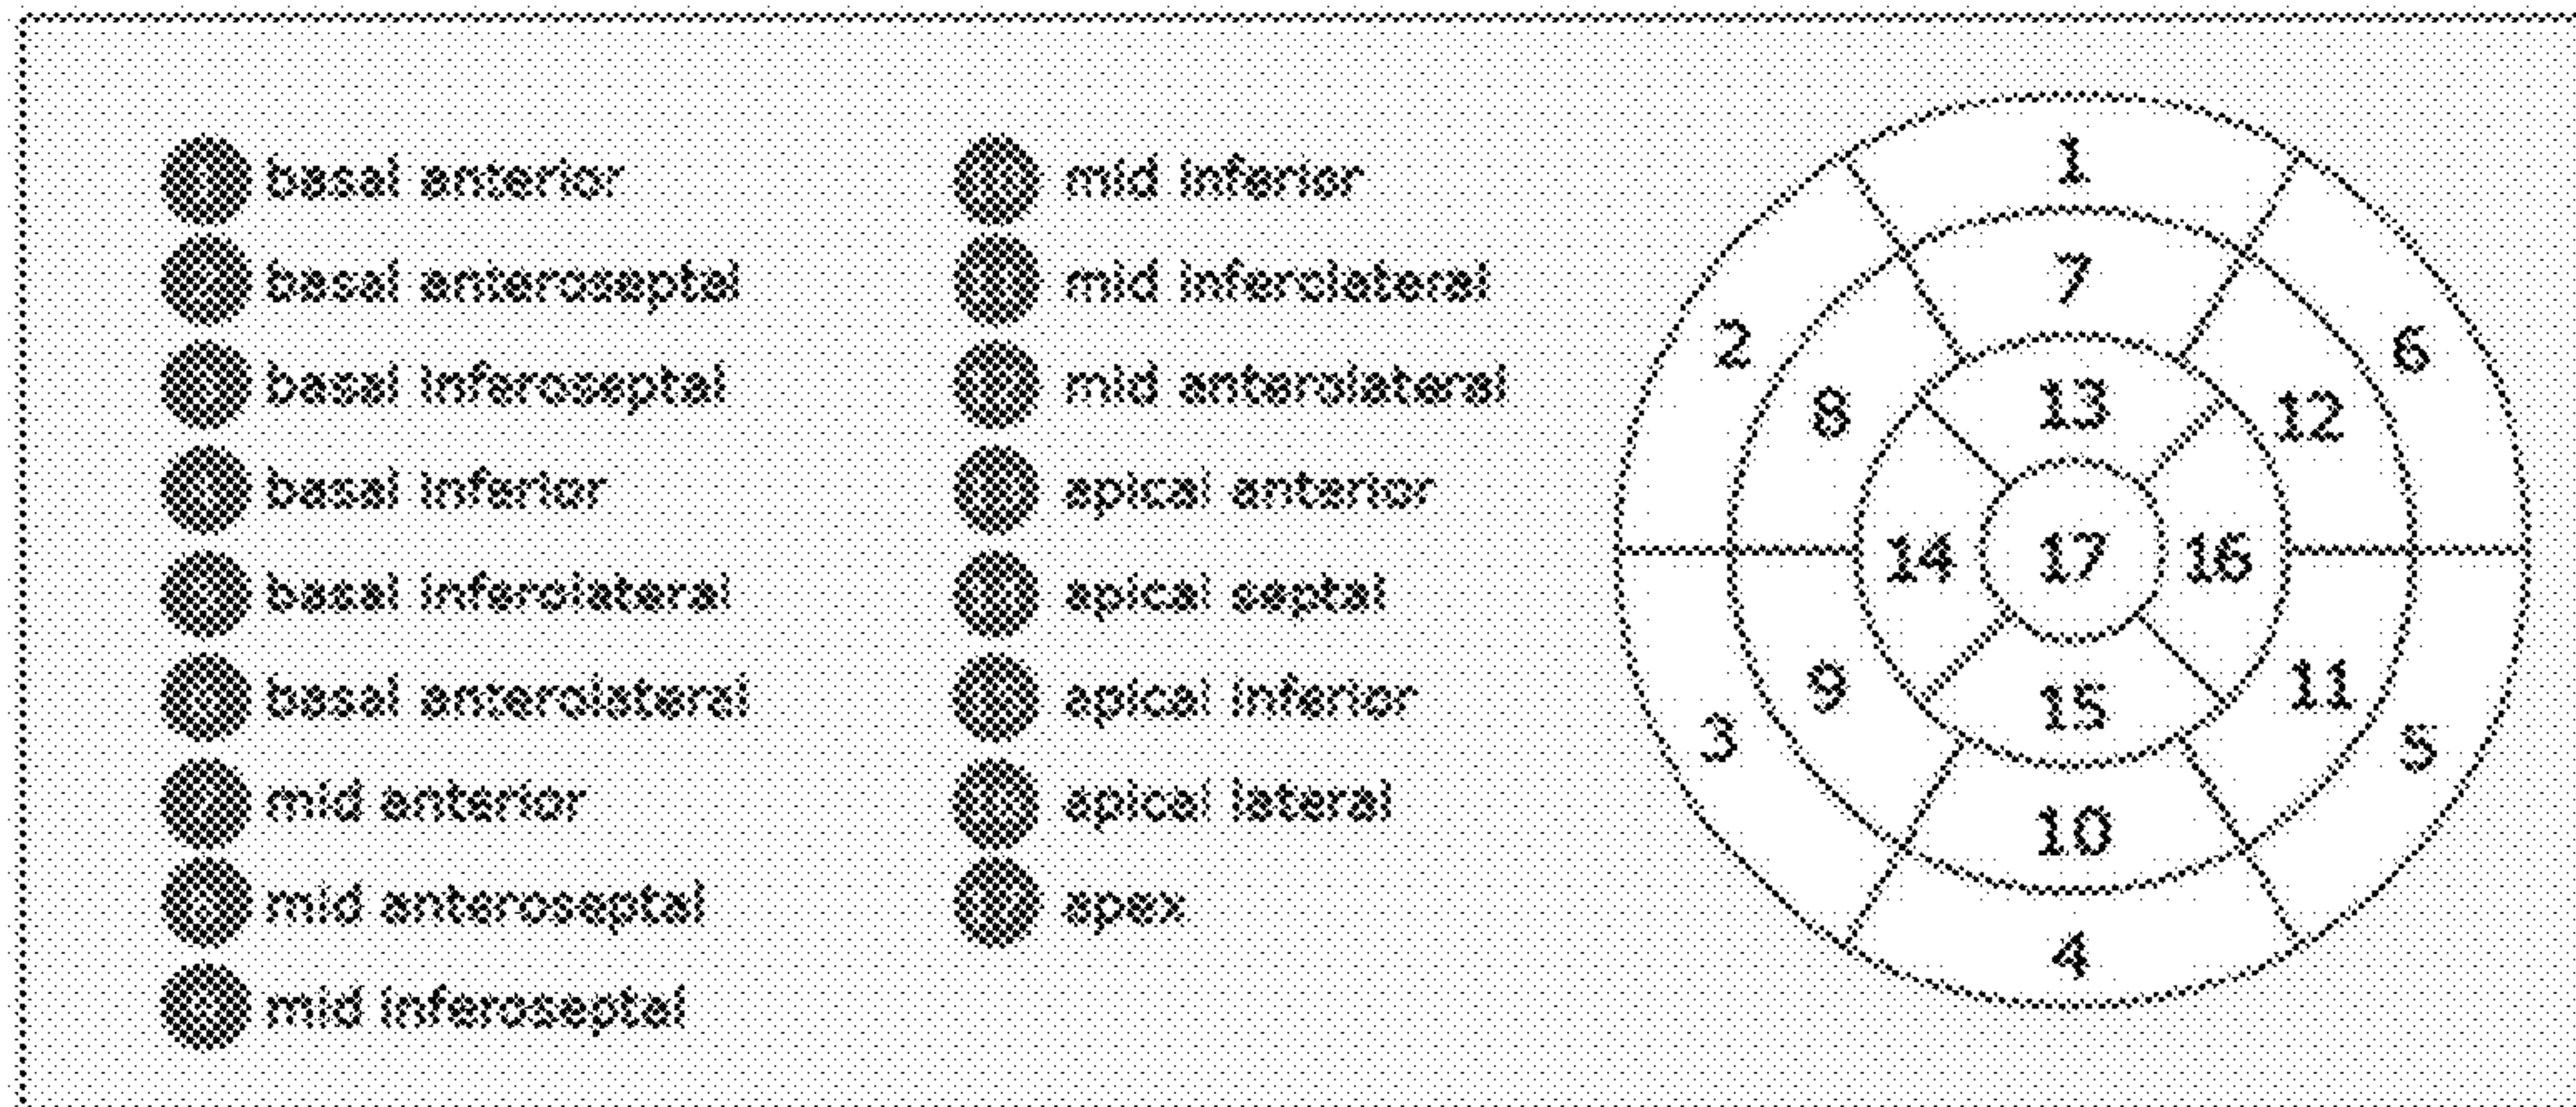 basal anterior
basal anteroseptal
basal inferoseptal
basal inferior
basal inferolateral
basal anterolateral
mid anterior
mid anteroseptal
mid inferoseptal
mid inferior
mid inferolateral
mid anterolateral
apical anterior
apical septal
apical inferior
apical lateral
apex
1
7
2
6
8
13
12
14
17
16
9
15
11
3
5
10
4